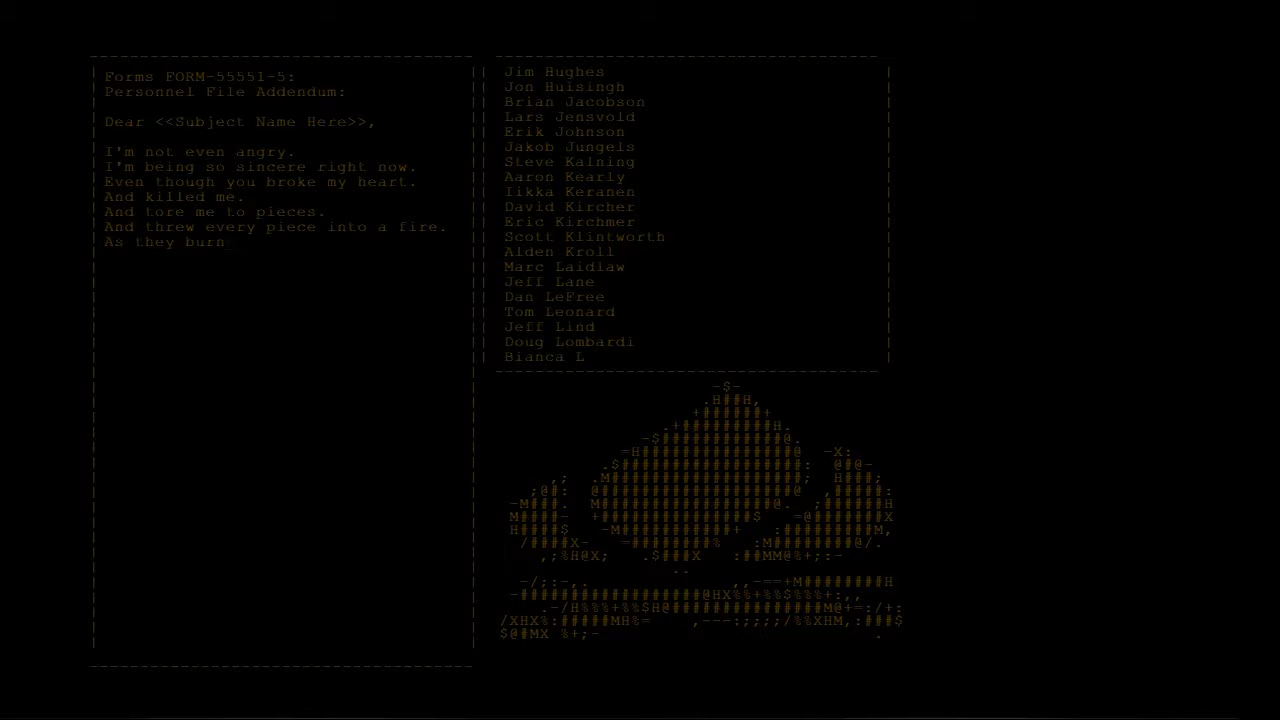 Forms FORM-55551-5:
Personnel File Addendum:
Dear <<Subject Name Here>>,
I'm not even angry.
I'm being so sincere right now.
Even though you broke my heart.
And killed me.
And tore me to pieces.
And threw every piece into a fire.
As they burn
Jim Hughes
Jon Huisingh
Brian Jacobson
Lars Jensvold
Erik Johnson
Jakob Jungels
Steve Kalning
Aaron Kearly
Iikka Keranen
David Kircher
Eric Kirchmer
Scott Klintworth
Alden Kroll
Marc Laidlaw
Jeff Lane
Dan LeFree
Tom Leonard
Jeff Lind
Doug Lombardi
Bianca L